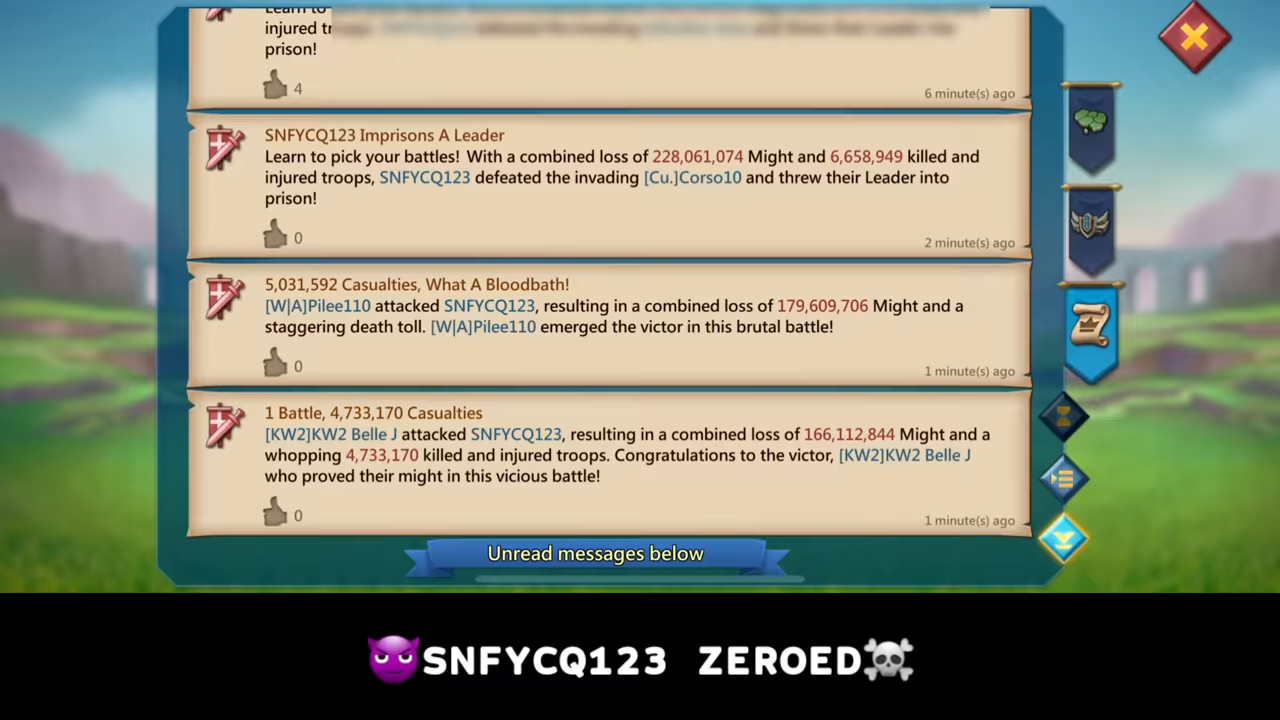 Learn to
injured tr
prison!
4
6 minute(s) ago
SNFYCQ123 Imprisons A Leader
Learn to pick your battles! With a combined loss of 228,061,074 Might and 6,658,949 killed and
injured troops, SNFYCQ123 defeated the invading [Cu.]Corso10 and threw their Leader into
prison!
0
2 minute(s) ago
5,031,592 Casualties, What A Bloodbath!
[W|A]Pilee110 attacked SNFYCQ123, resulting in a combined loss of 179,609,706 Might and a
staggering death toll. [W|A]Pilee110 emerged the victor in this brutal battle!
0
1 minute(s) ago
1 Battle, 4,733,170 Casualties
[KW2]KW2 Belle J attacked SNFYCQ123, resulting in a combined loss of 166,112,844 Might and a
whopping 4,733,170 killed and injured troops. Congratulations to the victor, [KW2]KW2 Belle J
who proved their might in this vicious battle!
0
1 minute(s) ago
Unread messages below
😈SNFYCQ123 ZEROED☠️